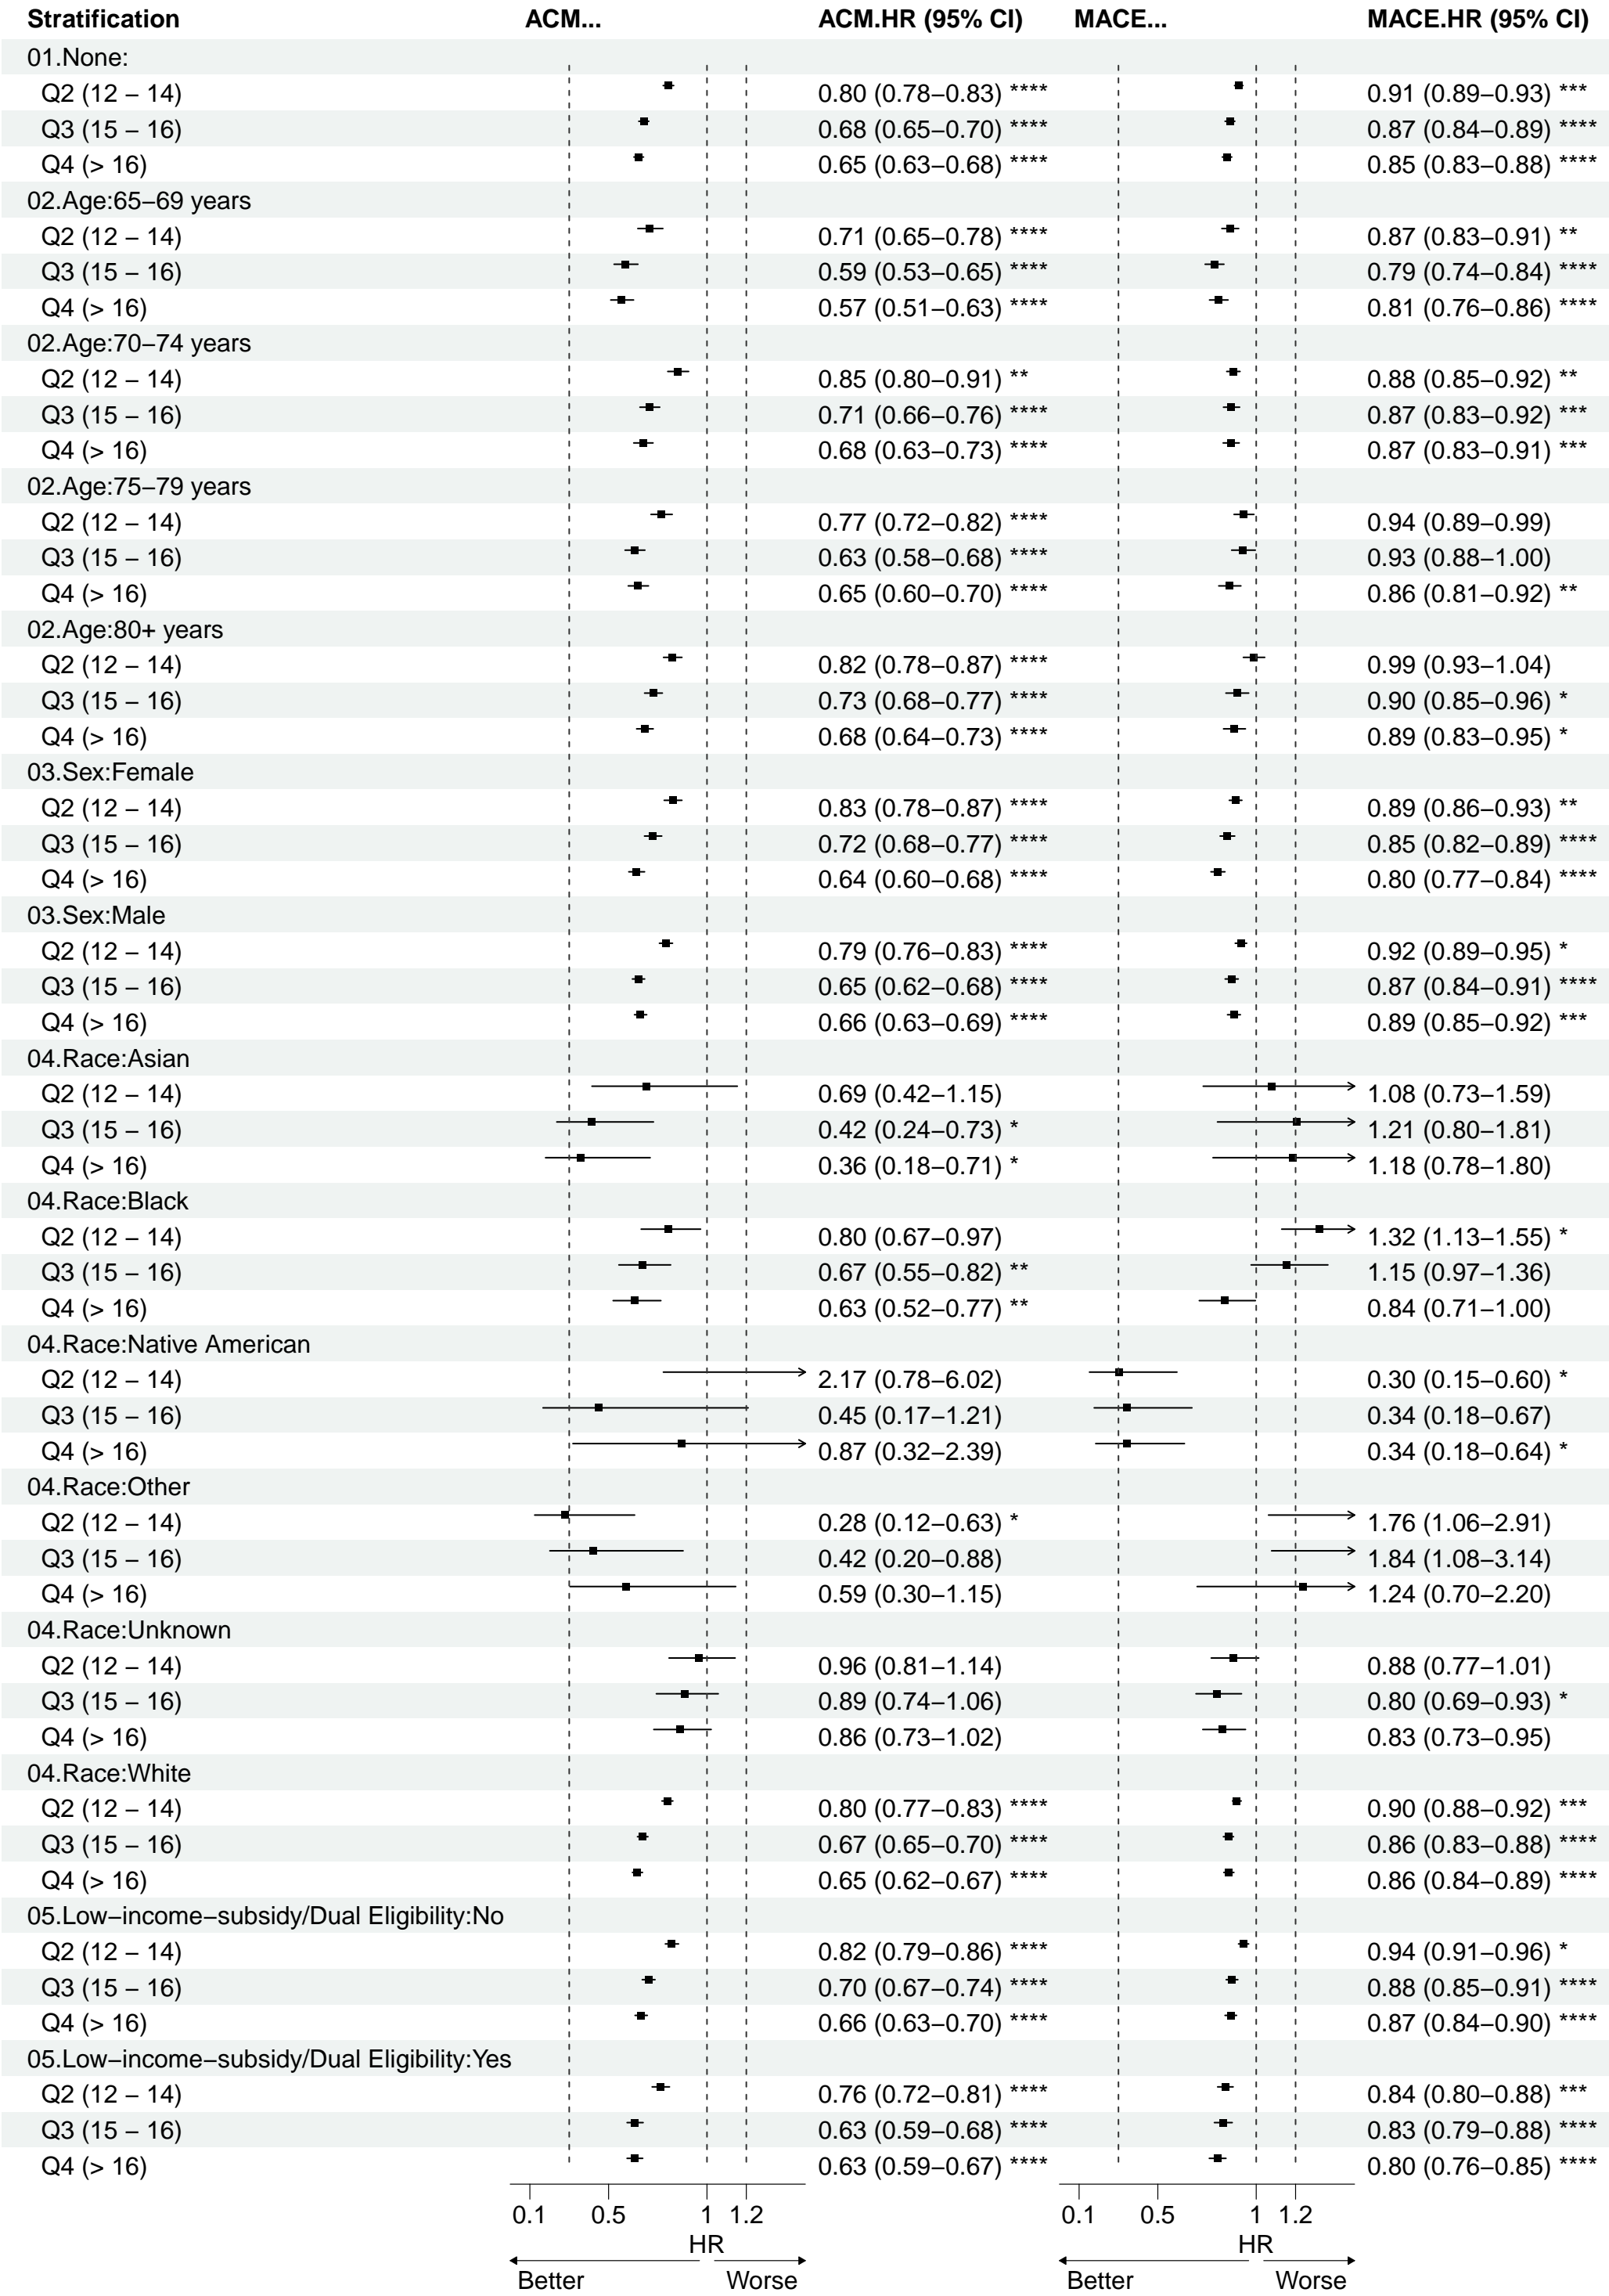 Stratification ACM... ACM.HR (95% CI) MACE... MACE.HR (95% CI)
01.None:
Q2 (12 − 14) 0.80 (0.78−0.83) **** 0.91 (0.89−0.93) ***
Q3 (15 − 16) 0.68 (0.65−0.70) **** 0.87 (0.84−0.89) ****
Q4 (> 16) 0.65 (0.63−0.68) **** 0.85 (0.83−0.88) ****
02.Age:65−69 years
Q2 (12 − 14) 0.71 (0.65−0.78) **** 0.87 (0.83−0.91) **
Q3 (15 − 16) 0.59 (0.53−0.65) **** 0.79 (0.74−0.84) ****
Q4 (> 16) 0.57 (0.51−0.63) **** 0.81 (0.76−0.86) ****
02.Age:70−74 years
Q2 (12 − 14) 0.85 (0.80−0.91) ** 0.88 (0.85−0.92) **
Q3 (15 − 16) 0.71 (0.66−0.76) **** 0.87 (0.83−0.92) ***
Q4 (> 16) 0.68 (0.63−0.73) **** 0.87 (0.83−0.91) ***
02.Age:75−79 years
Q2 (12 − 14) 0.77 (0.72−0.82) **** 0.94 (0.89−0.99)
Q3 (15 − 16) 0.63 (0.58−0.68) **** 0.93 (0.88−1.00)
Q4 (> 16) 0.65 (0.60−0.70) **** 0.86 (0.81−0.92) **
02.Age:80+ years
Q2 (12 − 14) 0.82 (0.78−0.87) **** 0.99 (0.93−1.04)
Q3 (15 − 16) 0.73 (0.68−0.77) **** 0.90 (0.85−0.96) *
Q4 (> 16) 0.68 (0.64−0.73) **** 0.89 (0.83−0.95) *
03.Sex:Female
Q2 (12 − 14) 0.83 (0.78−0.87) **** 0.89 (0.86−0.93) **
Q3 (15 − 16) 0.72 (0.68−0.77) **** 0.85 (0.82−0.89) ****
Q4 (> 16) 0.64 (0.60−0.68) **** 0.80 (0.77−0.84) ****
03.Sex:Male
Q2 (12 − 14) 0.79 (0.76−0.83) **** 0.92 (0.89−0.95) *
Q3 (15 − 16) 0.65 (0.62−0.68) **** 0.87 (0.84−0.91) ****
Q4 (> 16) 0.66 (0.63−0.69) **** 0.89 (0.85−0.92) ***
04.Race:Asian
Q2 (12 − 14) 0.69 (0.42−1.15) 1.08 (0.73−1.59)
Q3 (15 − 16) 0.42 (0.24−0.73) * 1.21 (0.80−1.81)
Q4 (> 16) 0.36 (0.18−0.71) * 1.18 (0.78−1.80)
04.Race:Black
Q2 (12 − 14) 0.80 (0.67−0.97) 1.32 (1.13−1.55) *
Q3 (15 − 16) 0.67 (0.55−0.82) ** 1.15 (0.97−1.36)
Q4 (> 16) 0.63 (0.52−0.77) ** 0.84 (0.71−1.00)
04.Race:Native American
Q2 (12 − 14) 2.17 (0.78−6.02) 0.30 (0.15−0.60) *
Q3 (15 − 16) 0.45 (0.17−1.21) 0.34 (0.18−0.67)
Q4 (> 16) 0.87 (0.32−2.39) 0.34 (0.18−0.64) *
04.Race:Other
Q2 (12 − 14) 0.28 (0.12−0.63) * 1.76 (1.06−2.91)
Q3 (15 − 16) 0.42 (0.20−0.88) 1.84 (1.08−3.14)
Q4 (> 16) 0.59 (0.30−1.15) 1.24 (0.70−2.20)
04.Race:Unknown
Q2 (12 − 14) 0.96 (0.81−1.14) 0.88 (0.77−1.01)
Q3 (15 − 16) 0.89 (0.74−1.06) 0.80 (0.69−0.93) *
Q4 (> 16) 0.86 (0.73−1.02) 0.83 (0.73−0.95)
04.Race:White
Q2 (12 − 14) 0.80 (0.77−0.83) **** 0.90 (0.88−0.92) ***
Q3 (15 − 16) 0.67 (0.65−0.70) **** 0.86 (0.83−0.88) ****
Q4 (> 16) 0.65 (0.62−0.67) **** 0.86 (0.84−0.89) ****
05.Low−income−subsidy/Dual Eligibility:No
Q2 (12 − 14) 0.82 (0.79−0.86) **** 0.94 (0.91−0.96) *
Q3 (15 − 16) 0.70 (0.67−0.74) **** 0.88 (0.85−0.91) ****
Q4 (> 16) 0.66 (0.63−0.70) **** 0.87 (0.84−0.90) ****
05.Low−income−subsidy/Dual Eligibility:Yes
Q2 (12 − 14) 0.76 (0.72−0.81) **** 0.84 (0.80−0.88) ***
Q3 (15 − 16) 0.63 (0.59−0.68) **** 0.83 (0.79−0.88) ****
Q4 (> 16) 0.63 (0.59−0.67) **** 0.80 (0.76−0.85) ****
0.1 0.5 1 1.2 0.1 0.5 1 1.2
HR HR
Better Worse Better Worse